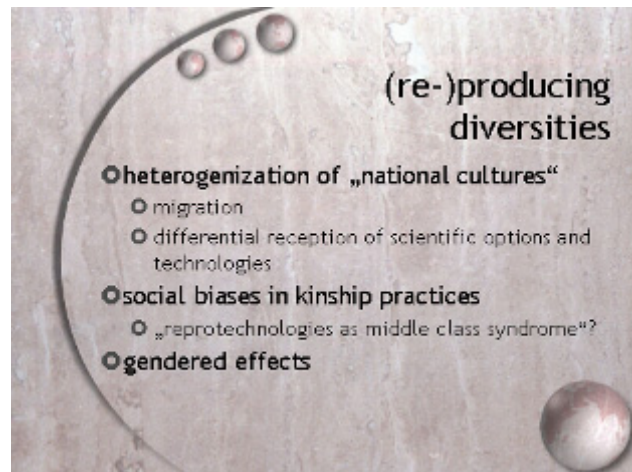 (re-)producing
diversities
heterogenization of „national cultures“
migration
differential reception of scientific options and
technologies
social biases in kinship practices
„reprotechnologies as middle class syndrome“?
gendered effects